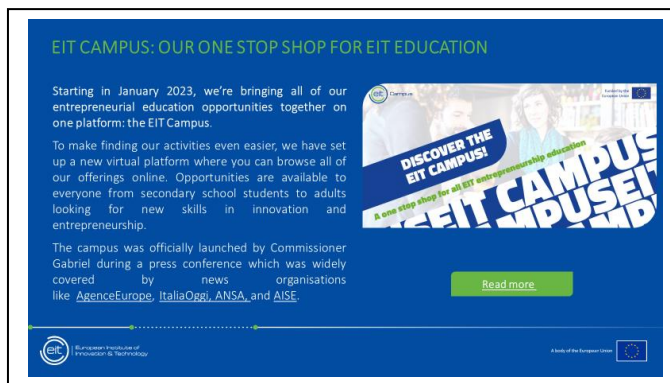 EIT CAMPUS: OUR ONE STOP SHOP FOR EIT EDUCATION
Starting in January 2023, we're bringing all of our
entrepreneurial education opportunities together on
one platform: the EIT Campus.
To make finding our activities even easier, we have set
up a new virtual platform where you can browse all of
our offerings online. Opportunities are available to
everyone from secondary school students to adults
looking for new skills in innovation and
entrepreneurship.
The campus was officially launched by Commissioner
Gabriel during a press conference which was widely
covered by news organisations
like AgenceEurope, ItaliaOggi, ANSA, and AISE.
eit Campus
Funded by the
European Union
DISCOVER THE
EIT CAMPUS!
A one stop shop for all EIT entrepreneurship education
EIT CAMPUS
Read more
eit
European Institute of
Innovation & Technology
A body of the European Union